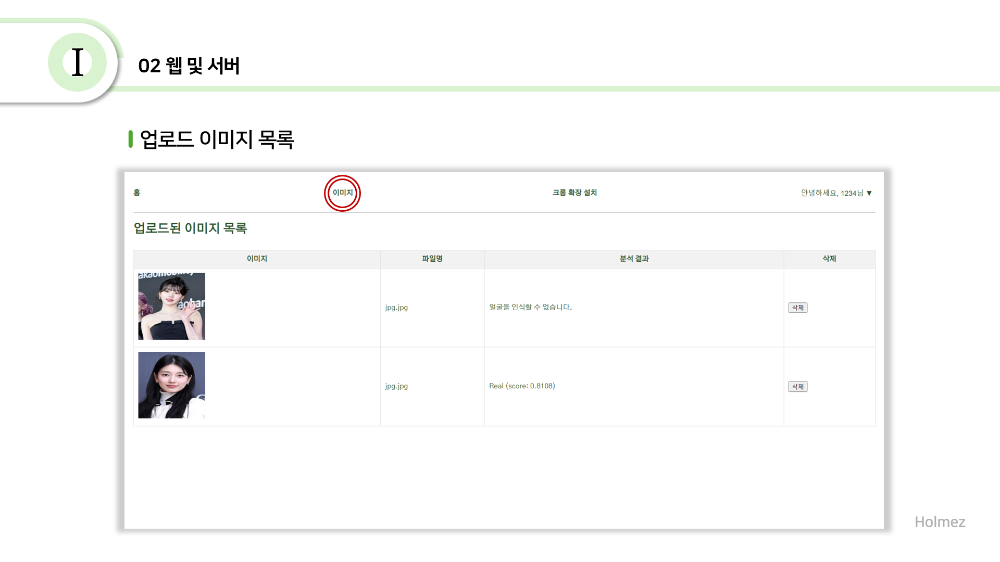 I
02 웹 및 서버
업로드 이미지 목록
홈 이미지 크롬 확장 설치 안녕하세요, 1234님 ▼
업로드된 이미지 목록
이미지 파일명 분석 결과 삭제
jpg.jpg 얼굴을 인식할 수 없습니다. 삭제
jpg.jpg Real (score: 0.8108) 삭제
Holmez